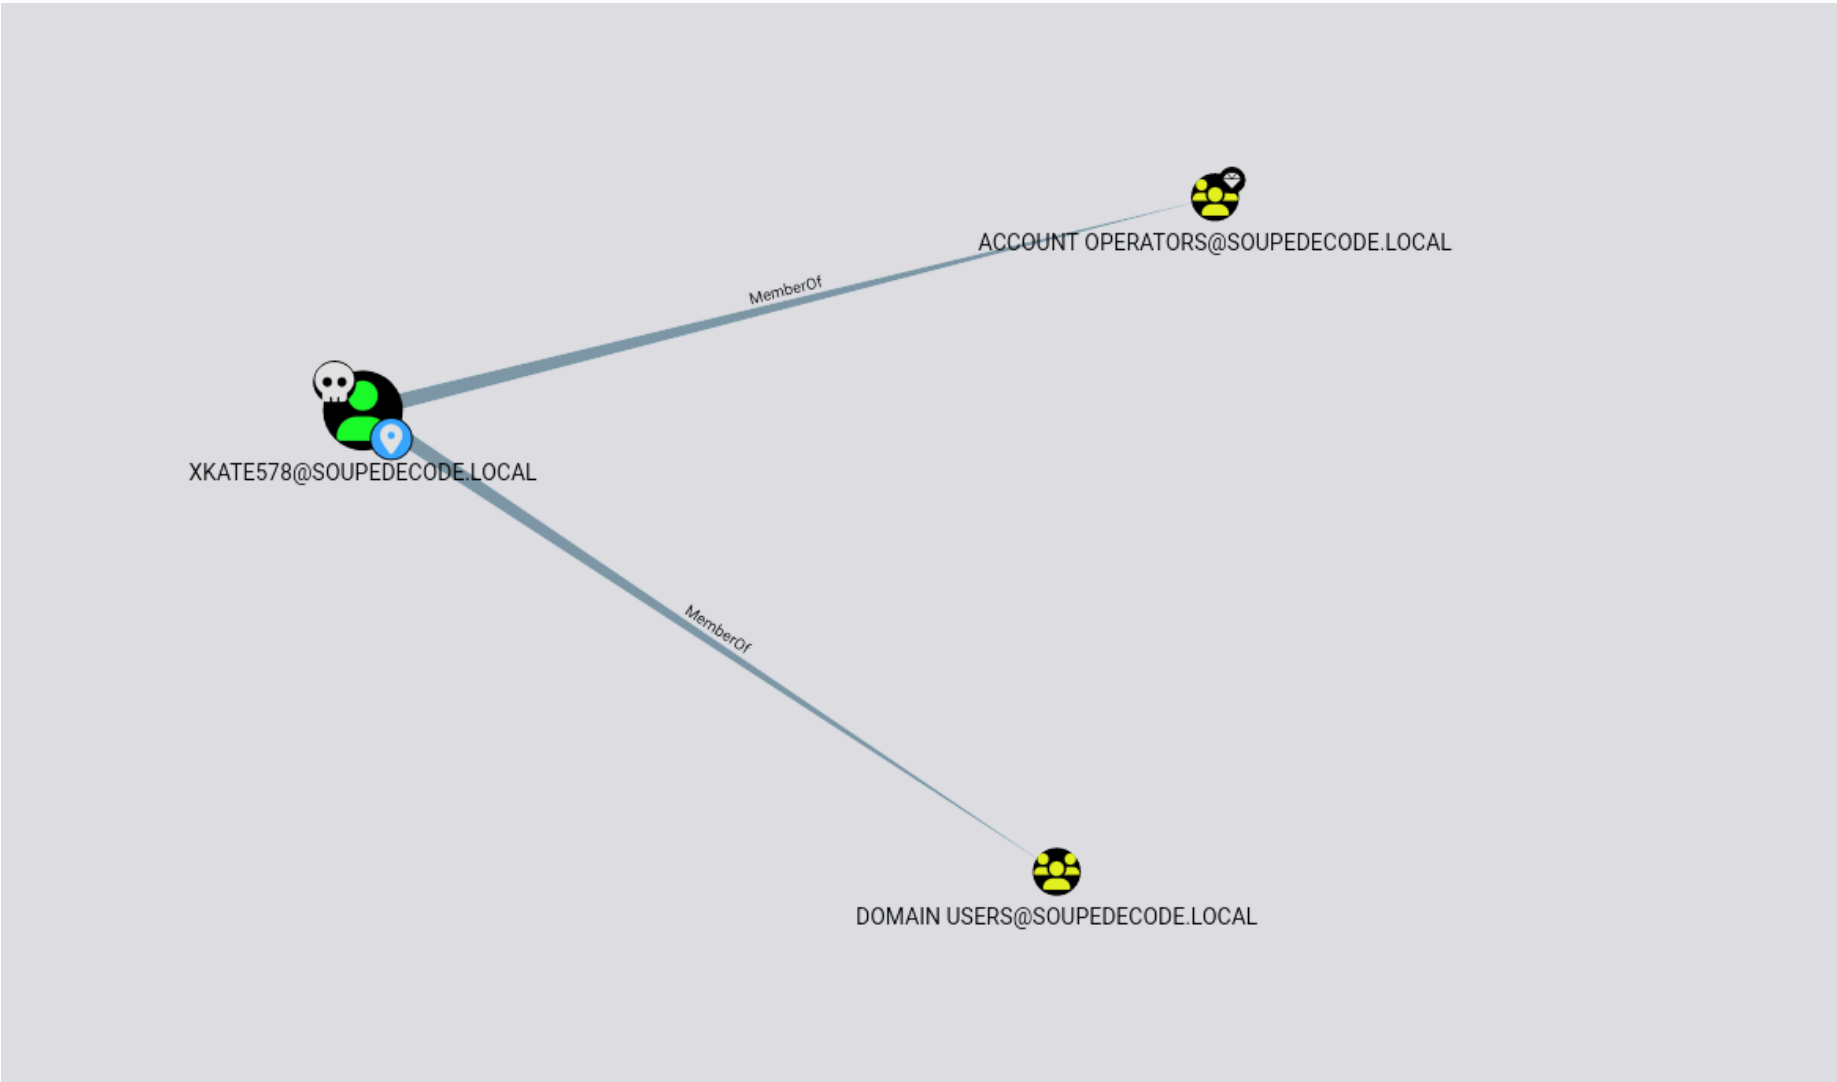 ACCOUNT OPERATORS@SOUPEDECODE.LOCAL
MemberOf
XKATE578@SOUPEDECODE.LOCAL
MemberOf
DOMAIN USERS@SOUPEDECODE.LOCAL